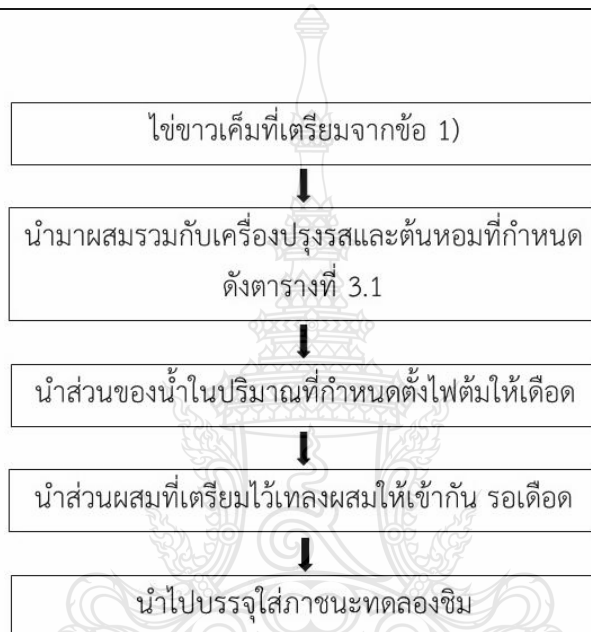 ไข่ขาวเค็มที่เตรียมจากข้อ 1)
นำมาผสมรวมกับเครื่องปรุงรสและต้นหอมที่กำหนด
ดังตารางที่ 3.1
นำส่วนของน้ำในปริมาณที่กำหนดตั้งไฟต้มให้เดือด
นำส่วนผสมที่เตรียมไว้เทลงผสมให้เข้ากัน รอเดือด
นำไปบรรจุใส่ภาชนะทดลองชิม